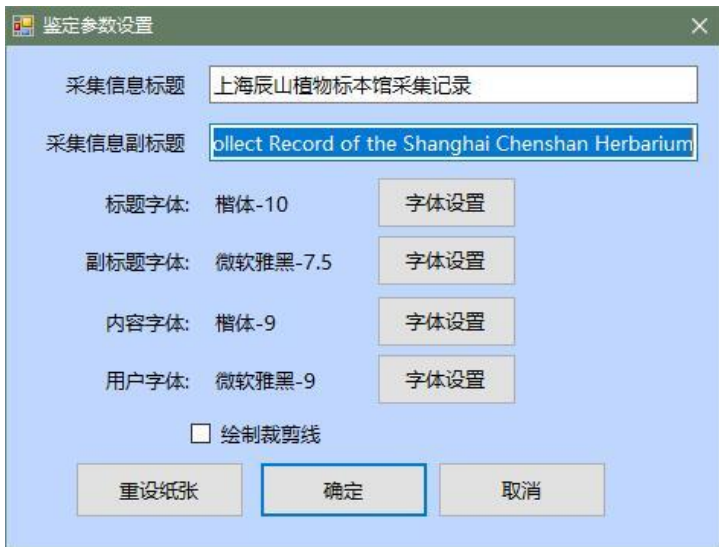 鉴定参数设置
采集信息标题 上海辰山植物标本馆采集记录
采集信息副标题 ollect Record of the Shanghai Chenshan Herbarium
标题字体: 楷体-10 字体设置
副标题字体: 微软雅黑-7.5 字体设置
内容字体: 楷体-9 字体设置
用户字体: 微软雅黑-9 字体设置
绘制裁剪线
重设纸张 确定 取消